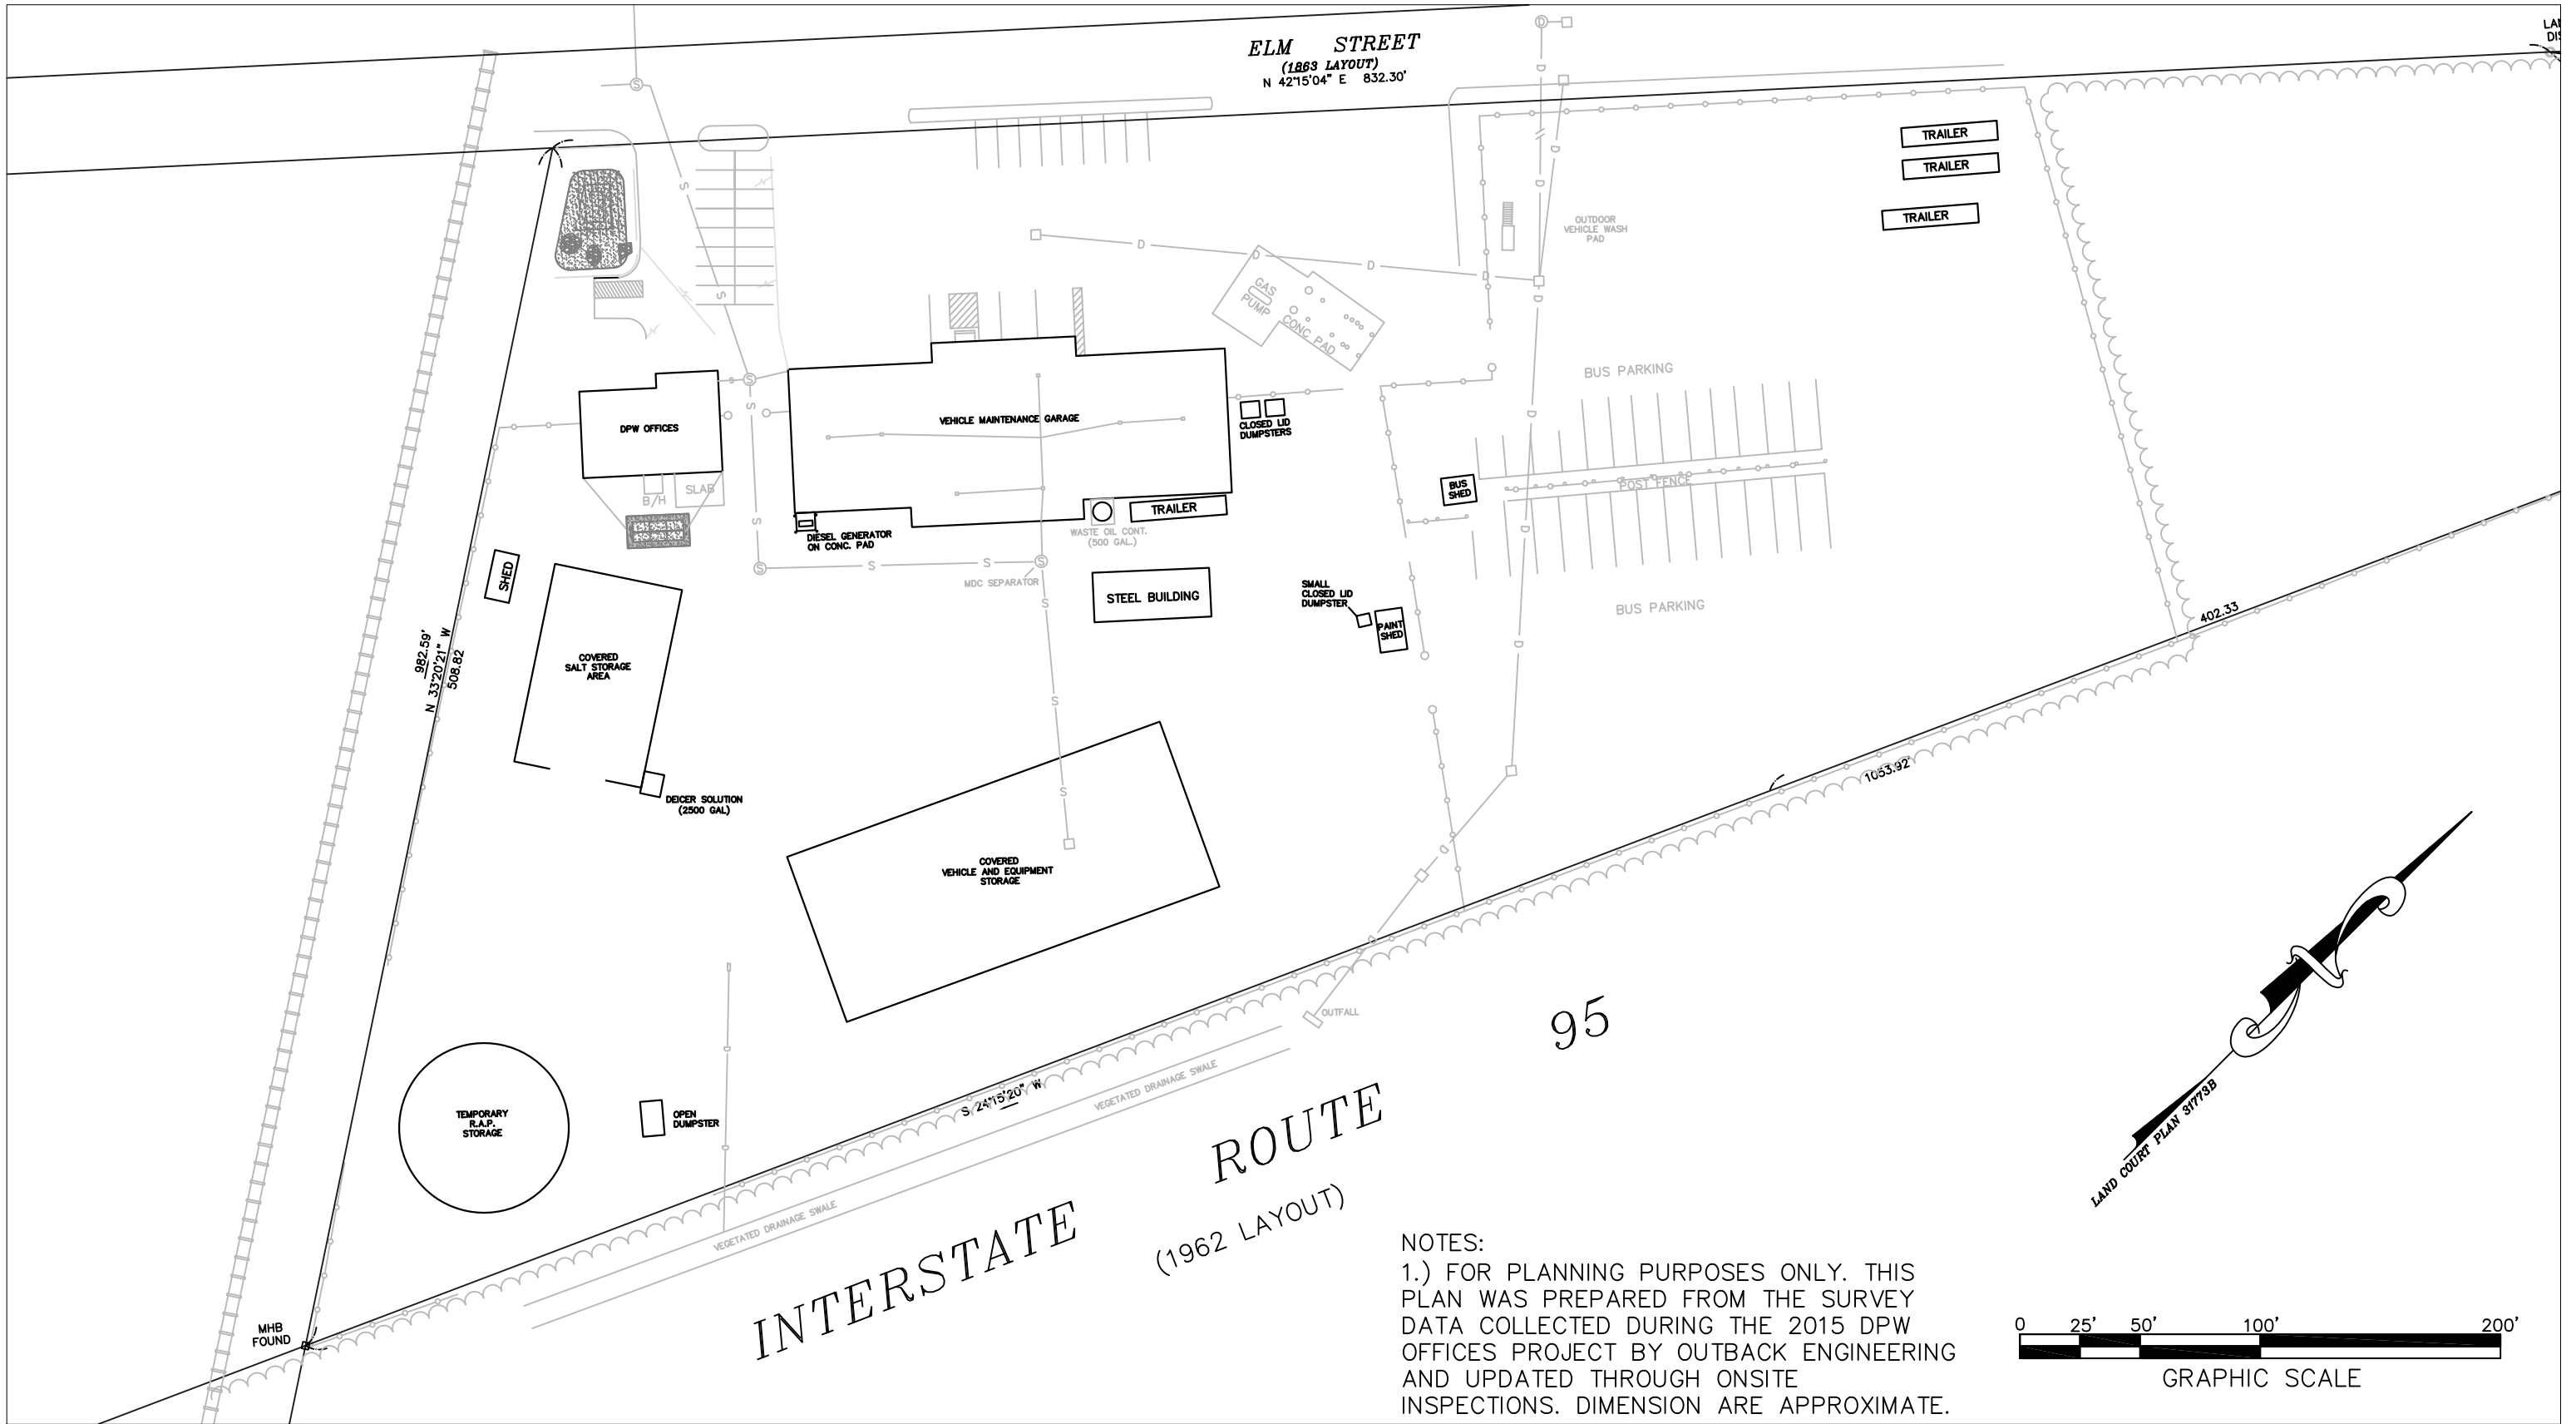 ELM STREET
(1863 LAYOUT)
N 42°15'04" E 832.30'
TRAILER
TRAILER
TRAILER
OUTDOOR
VEHICLE WASH
PAD
GAS
PUMP
CONC PAD
BUS PARKING
DPW OFFICES
VEHICLE MAINTENANCE GARAGE
CLOSED LID
DUMPSTERS
B/H
SLAB
BUS
SHED
POST FENCE
TRAILER
DIESEL GENERATOR
ON CONC. PAD
WASTE OIL CONT.
(500 GAL.)
MDC SEPARATOR
SHED
STEEL BUILDING
SMALL
CLOSED LID
DUMPSTER
PAINT
SHED
BUS PARKING
402.33
982.59'
N 33°20'21" W
508.82
COVERED
SALT STORAGE
AREA
DEICER SOLUTION
(2500 GAL)
1053.92'
COVERED
VEHICLE AND EQUIPMENT
STORAGE
OUTFALL
S 24°15'20" W
VEGETATED DRAINAGE SWALE
TEMPORARY
R.A.P.
STORAGE
OPEN
DUMPSTER
VEGETATED DRAINAGE SWALE
INTERSTATE ROUTE 95
(1962 LAYOUT)
LAND COURT PLAN 31773B
MHB
FOUND
NOTES:
1.) FOR PLANNING PURPOSES ONLY. THIS
PLAN WAS PREPARED FROM THE SURVEY
DATA COLLECTED DURING THE 2015 DPW
OFFICES PROJECT BY OUTBACK ENGINEERING
AND UPDATED THROUGH ONSITE
INSPECTIONS. DIMENSION ARE APPROXIMATE.
0 25' 50' 100' 200'
GRAPHIC SCALE